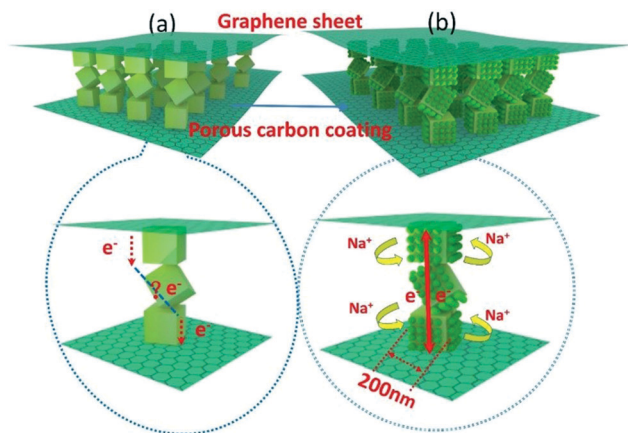 (a)
Graphene sheet
(b)
Porous carbon coating
e-
? e-
e-
Na+
Na+
e- e-
Na+
Na+
200nm